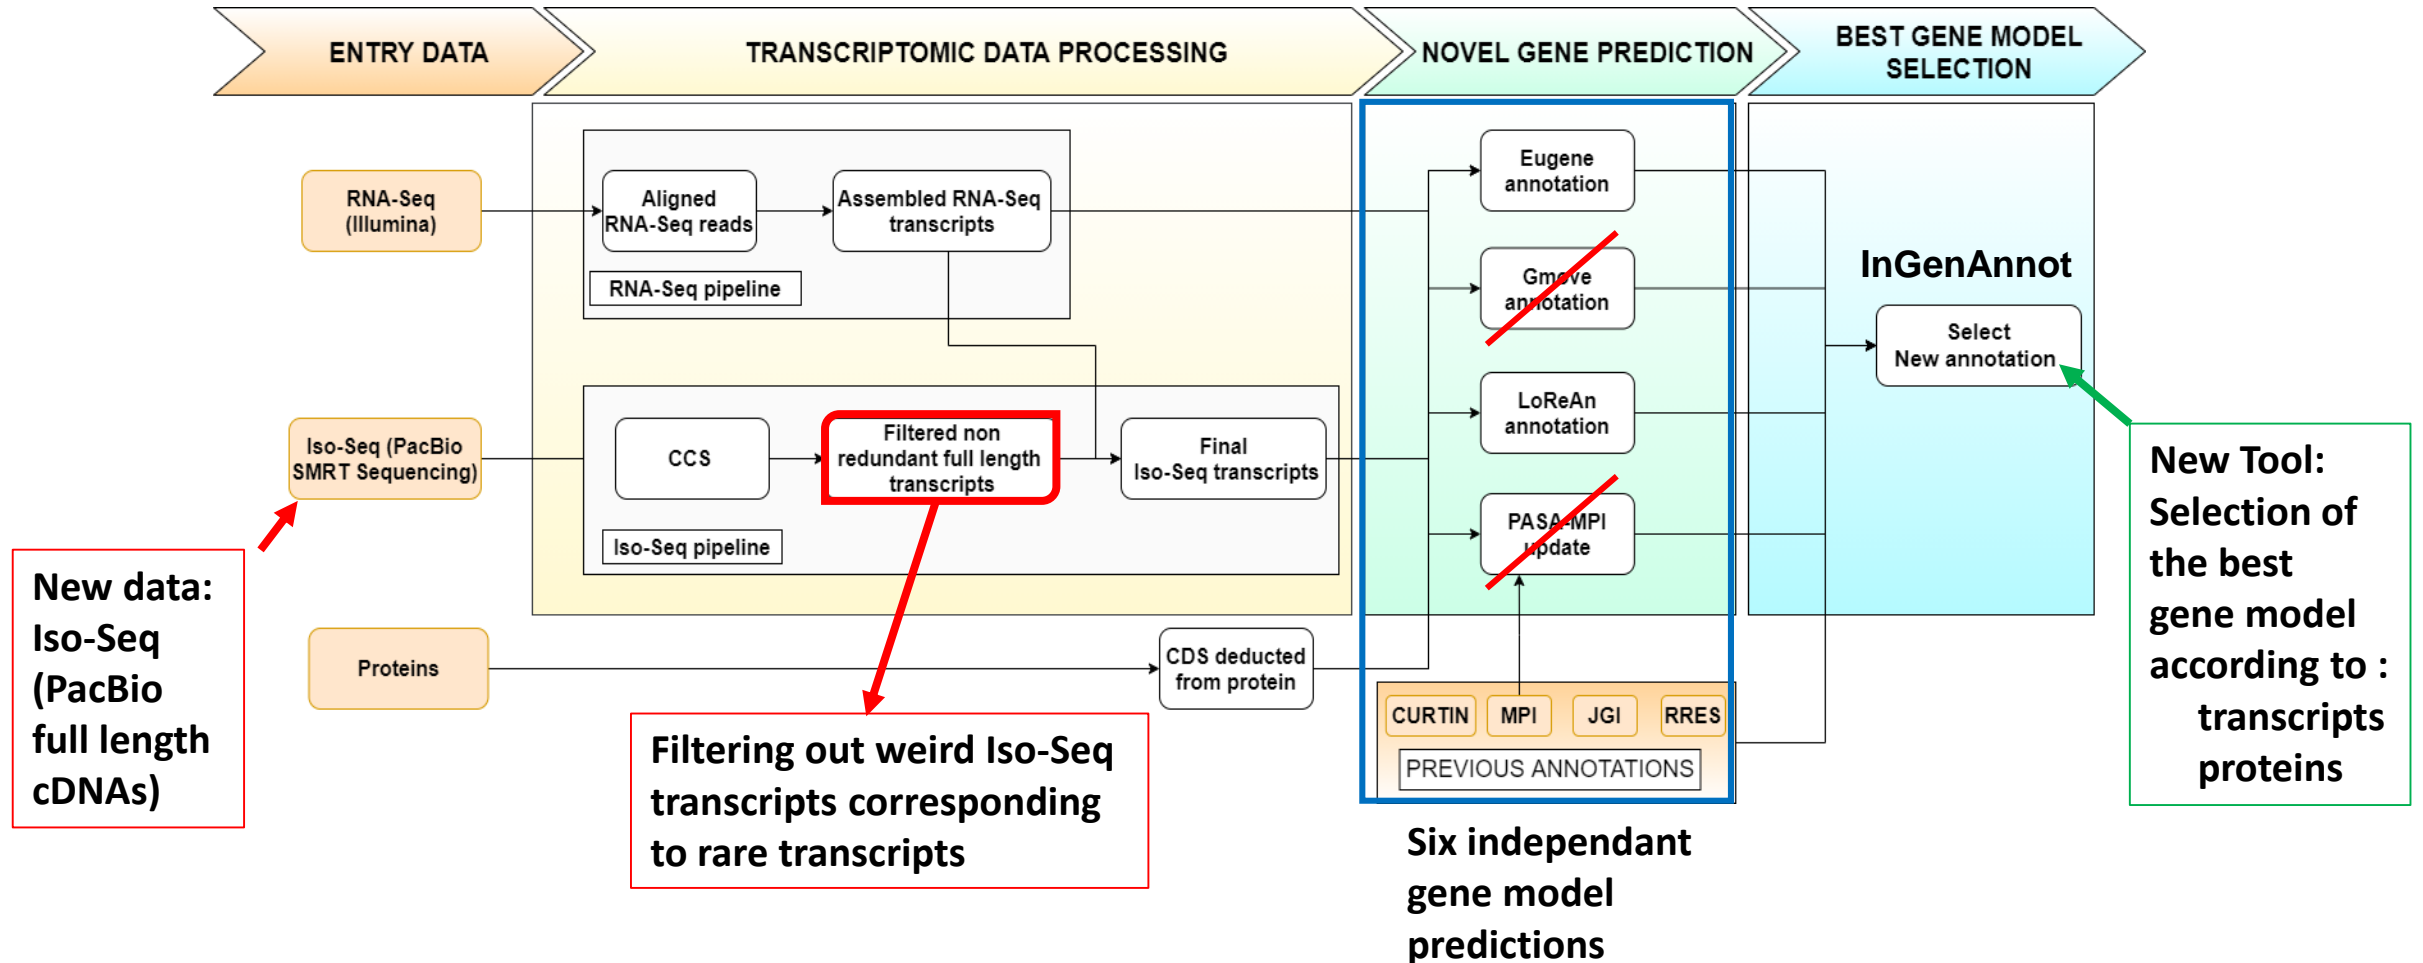 ENTRY DATA
TRANSCRIPTOMIC DATA PROCESSING
NOVEL GENE PREDICTION
BEST GENE MODEL
SELECTION
RNA-Seq
(Illumina)
Aligned
RNA-Seq reads
Assembled RNA-Seq
transcripts
RNA-Seq pipeline
Eugene
annotation
Gmove
annotation
LoReAn
annotation
PASA-MPI
update
InGenAnnot
Select
New annotation
Iso-Seq (PacBio
SMRT Sequencing)
CCS
Filtered non
redundant full length
transcripts
Final
Iso-Seq transcripts
Iso-Seq pipeline
Proteins
CDS deducted
from protein
CURTIN
MPI
JGI
RRES
PREVIOUS ANNOTATIONS
New data:
Iso-Seq
(PacBio
full length
cDNAs)
Filtering out weird Iso-Seq
transcripts corresponding
to rare transcripts
Six independant
gene model
predictions
New Tool:
Selection of
the best
gene model
according to :
transcripts
proteins